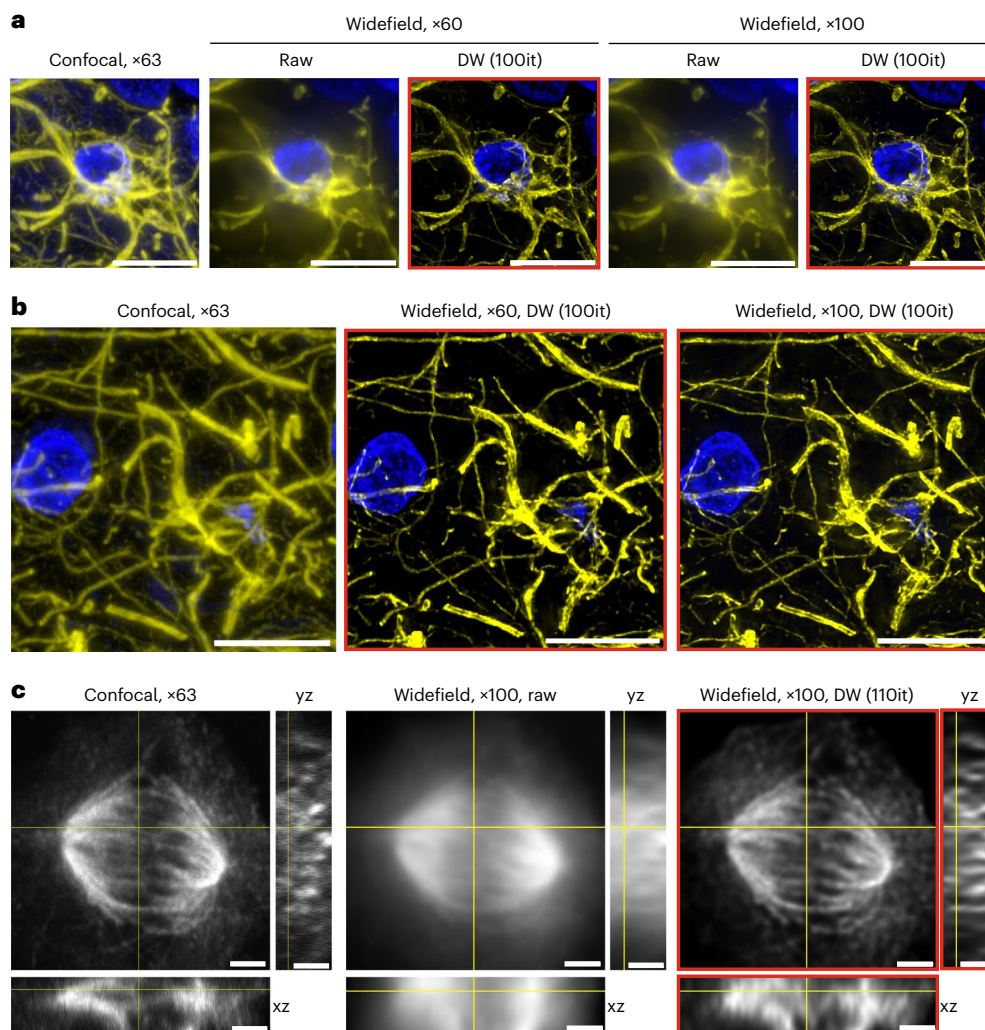 a
Widefield, ×60
Widefield, ×100
Confocal, ×63
Raw
DW (100it)
Raw
DW (100it)
b
Confocal, ×63
Widefield, ×60, DW (100it)
Widefield, ×100, DW (100it)
c
Confocal, ×63
yz
Widefield, ×100, raw
yz
Widefield, ×100, DW (110it)
yz
xz
xz
xz